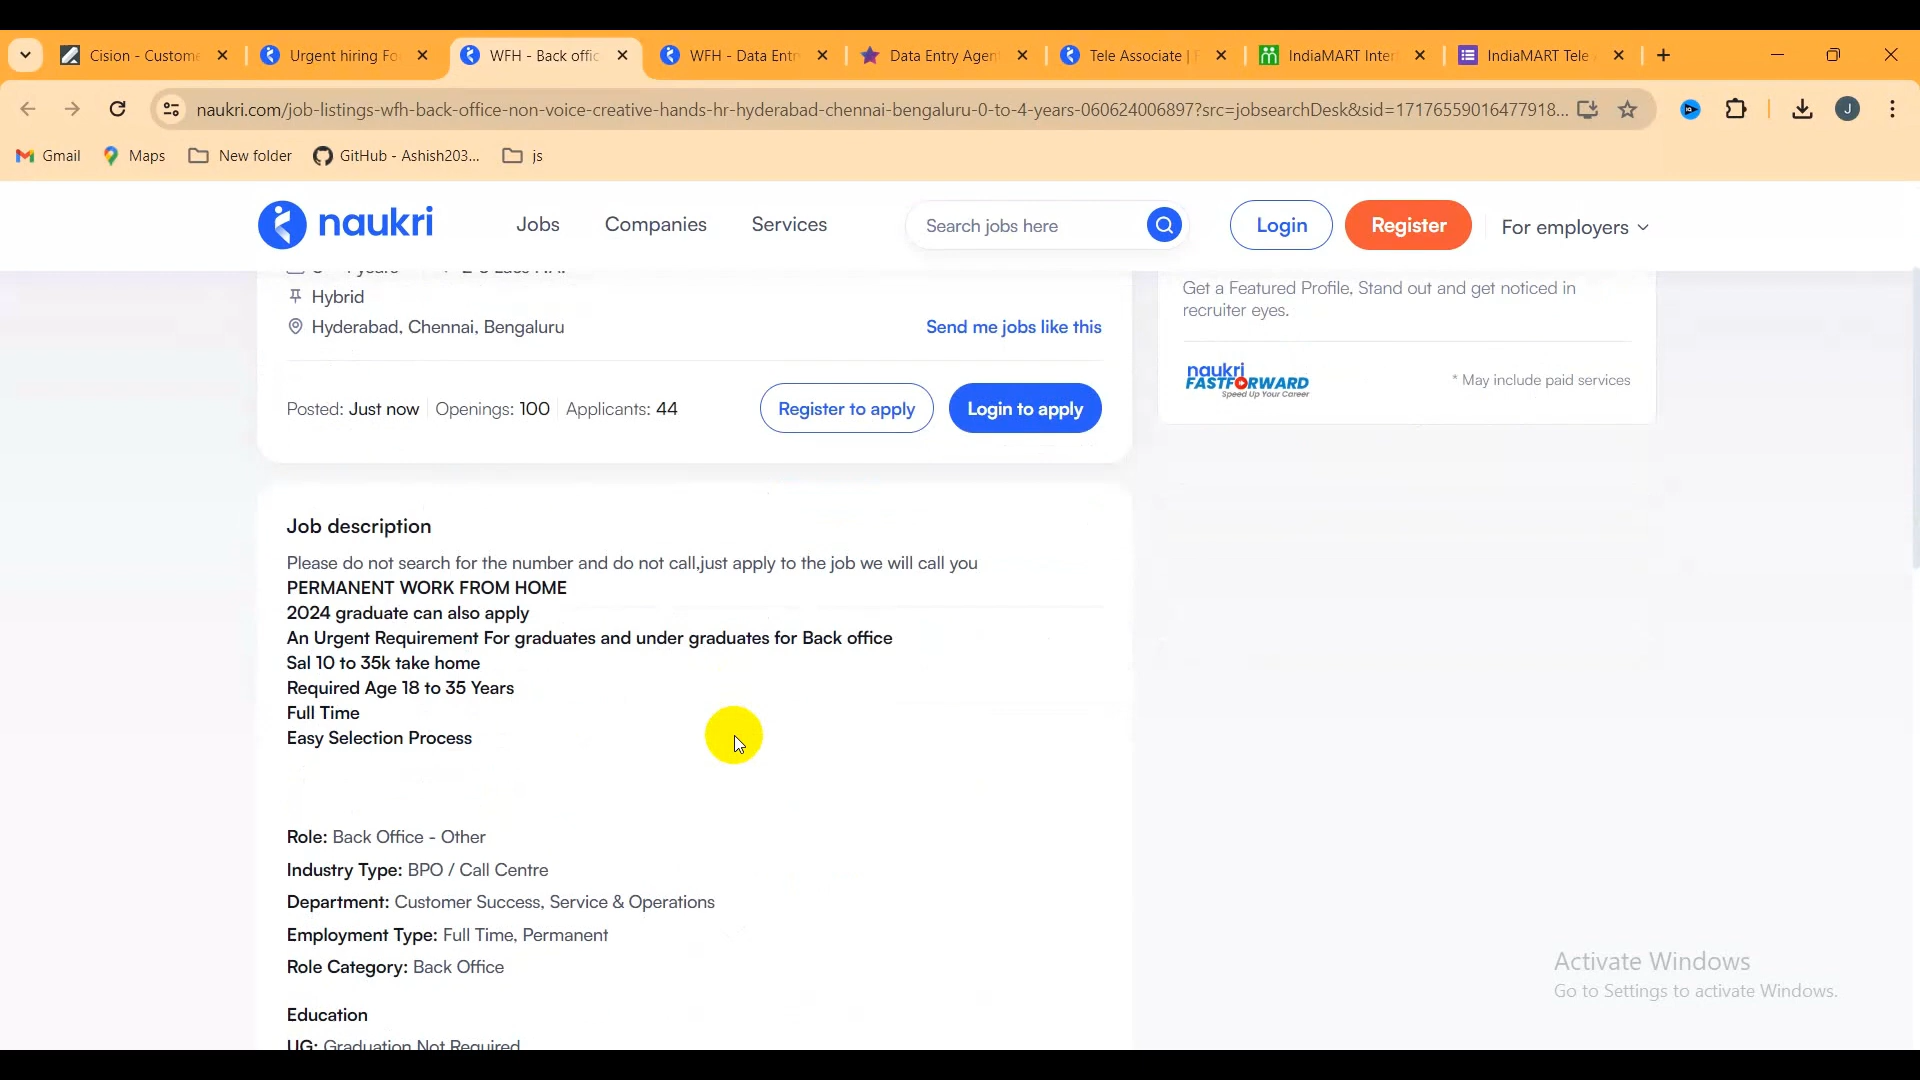 Cision - Custome
Urgent hiring Fo
WFH - Back offic
WFH - Data Entr
Data Entry Agen
Tele Associate |
IndiaMART Inter
IndiaMART Tele
naukri.com/job-listings-wfh-back-office-non-voice-creative-hands-hr-hyderabad-chennai-bengaluru-0-to-4-years-060624006897?src=jobsearchDesk&sid=17176559016477918...
J
Gmail
Maps
New folder
GitHub - Ashish203...
js
naukri
Jobs
Companies
Services
Search jobs here
Login
Register
For employers
Hybrid
Hyderabad, Chennai, Bengaluru
Send me jobs like this
Posted: Just now
Openings: 100
Applicants: 44
Register to apply
Login to apply
Get a Featured Profile, Stand out and get noticed in
recruiter eyes.
naukri
FASTFORWARD
Speed Up Your Career
* May include paid services
Job description
Please do not search for the number and do not call,just apply to the job we will call you
PERMANENT WORK FROM HOME
2024 graduate can also apply
An Urgent Requirement For graduates and under graduates for Back office
Sal 10 to 35k take home
Required Age 18 to 35 Years
Full Time
Easy Selection Process
Role: Back Office - Other
Industry Type: BPO / Call Centre
Department: Customer Success, Service & Operations
Employment Type: Full Time, Permanent
Role Category: Back Office
Education
UG: Graduation Not Required
Activate Windows
Go to Settings to activate Windows.